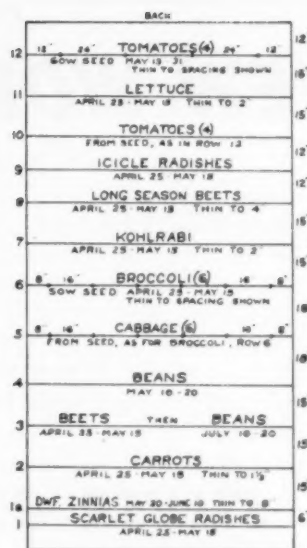 BACK
12"
12" 24" TOMATOES (4) 24" 12"
12
SOW SEED MAY 15-31
THIN TO SPACING SHOWN
15"
LETTUCE
11
APRIL 25 - MAY 15 THIN TO 2"
TOMATOES (4)
10
FROM SEED, AS IN ROW 12
12"
ICICLE RADISHES
9
APRIL 25 - MAY 15
12"
LONG SEASON BEETS
8
APRIL 25 - MAY 15 THIN TO 4"
15"
KOHLRABI
7
APRIL 25 - MAY 15 THIN TO 2"
8" 16" BROCCOLI (6) 16" 8"
6
SOW SEED APRIL 25 - MAY 15
THIN TO SPACING SHOWN
8" 16" CABBAGE (6) 16" 8"
5
FROM SEED, AS FOR BROCCOLI, ROW 6
15"
BEANS
4
MAY 10-20
15"
BEETS THEN BEANS
3
APRIL 25 - MAY 15 JULY 10-20
CARROTS
2
APRIL 25 - MAY 15 THIN TO 1½"
15"
1a DWF. ZINNIAS MAY 30 - JUNE 10 THIN TO 8"
SCARLET GLOBE RADISHES
6"
1
APRIL 25 - MAY 15